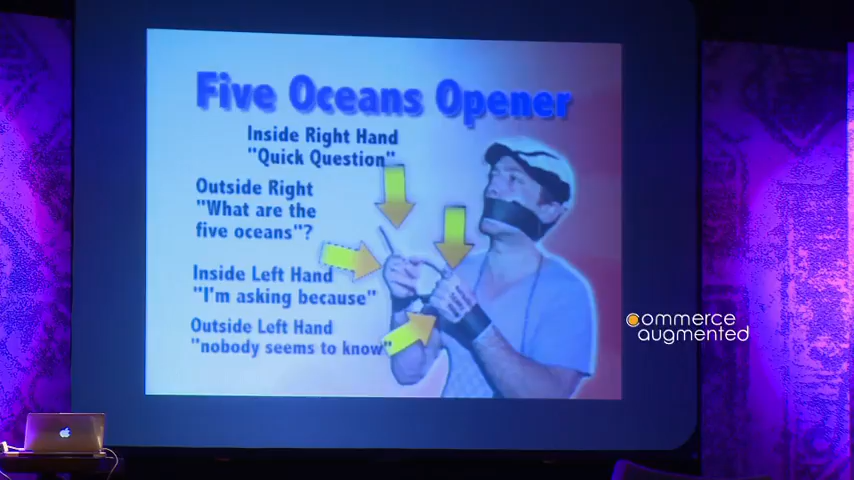 Five Oceans Opener
Inside Right Hand
"Quick Question"
Outside Right
"What are the
five oceans"?
Inside Left Hand
"I'm asking because"
Outside Left Hand
"nobody seems to know"
commerce
augmented